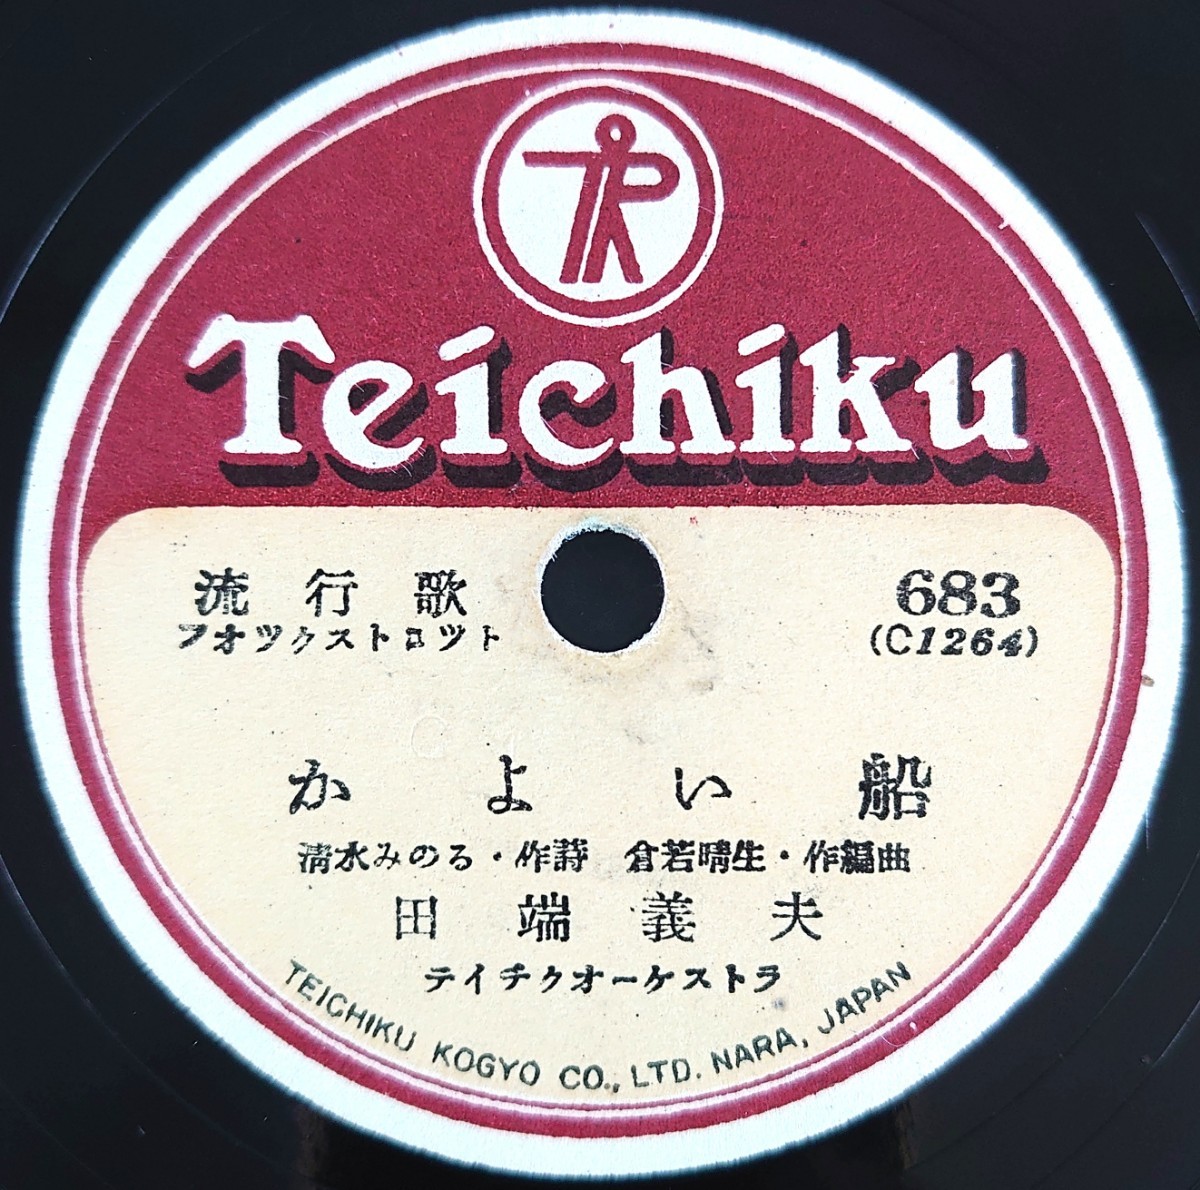 Teichiku
流行歌
フオツクストロツト
683
(C1264)
かよい船
清水みのる・作詩 倉若晴生・作編曲
田端義夫
テイチクオーケストラ
TEICHIKU KOGYO CO., LTD. NARA, JAPAN